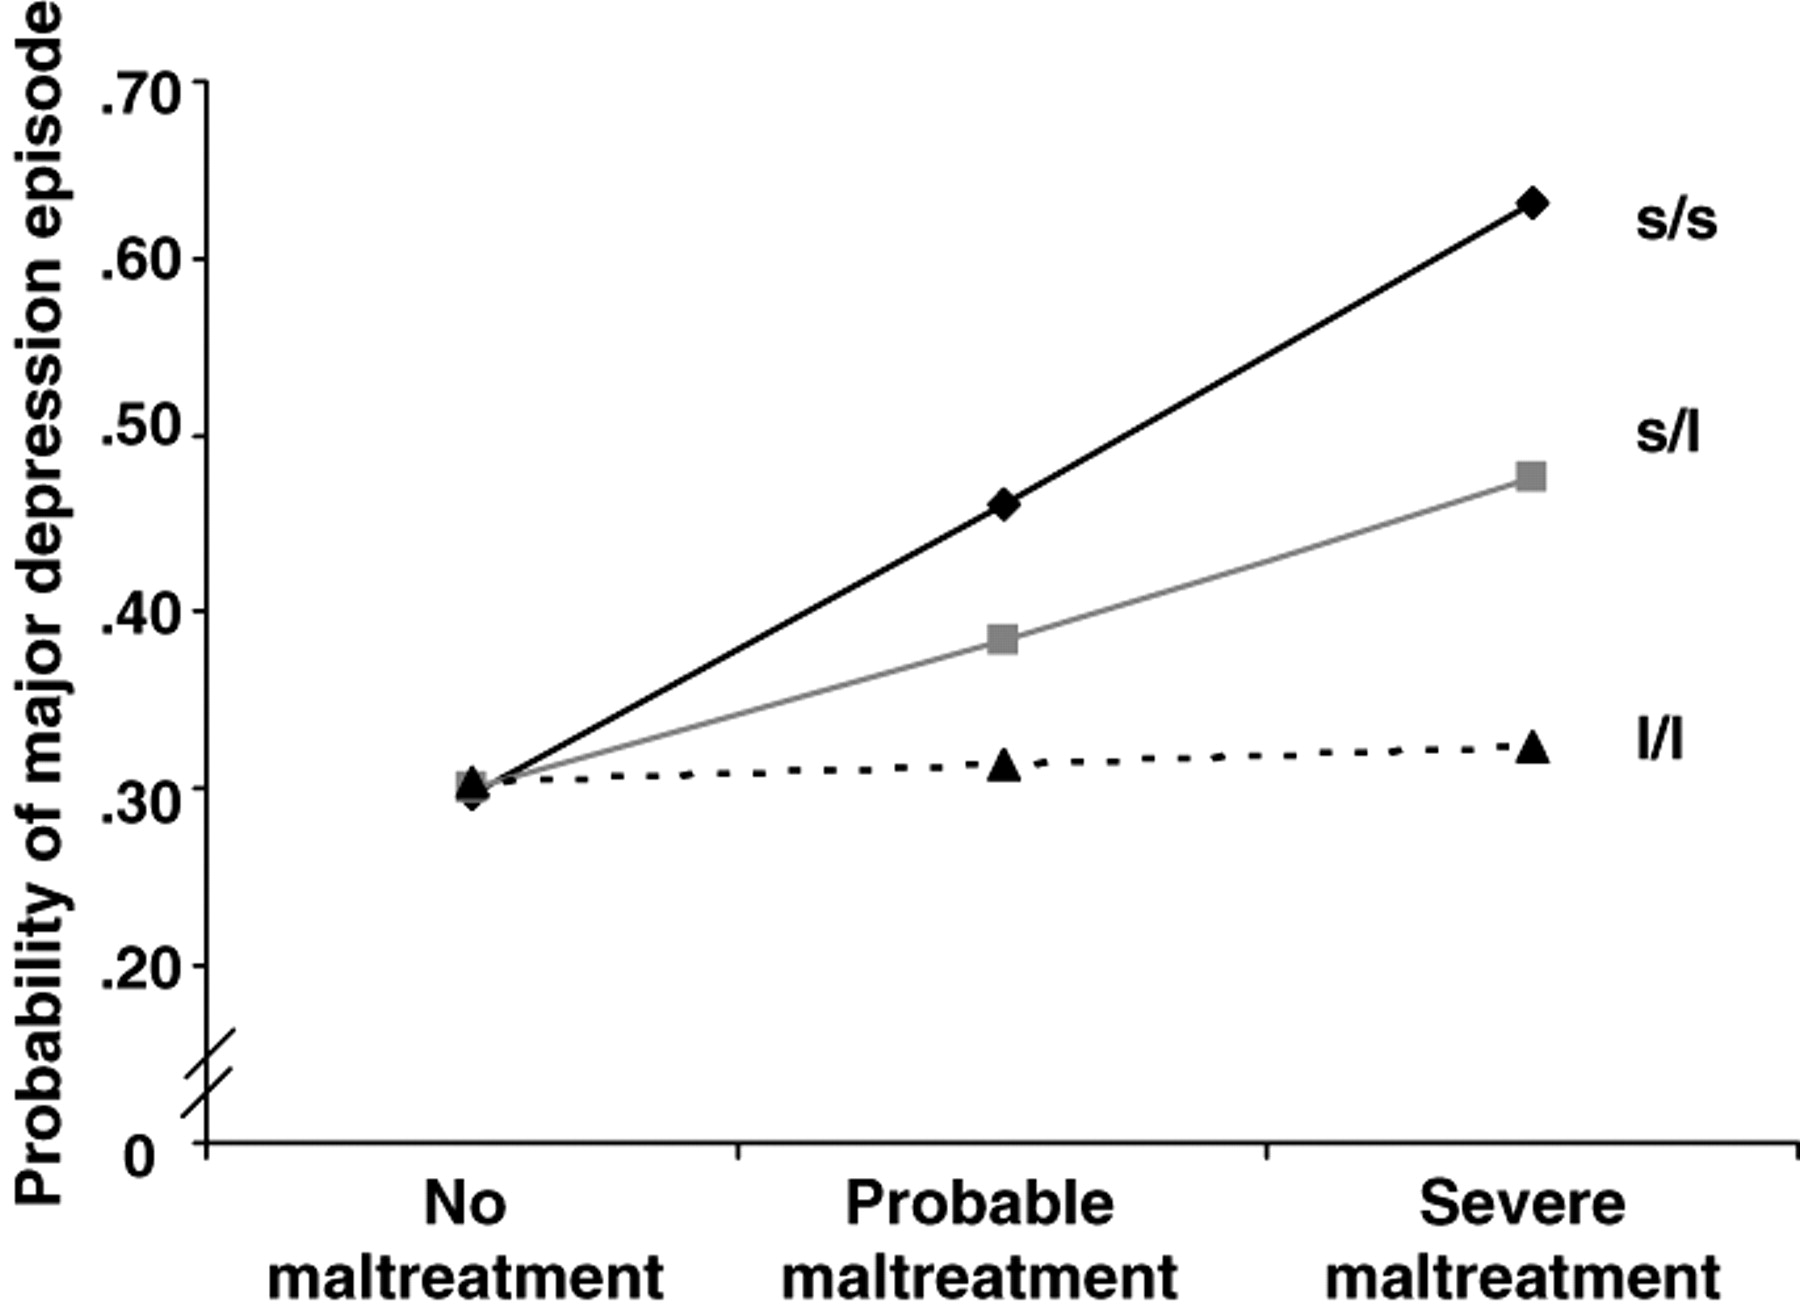 Probability of major depression episode
.70
.60
.50
.40
.30
.20
0
s/s
s/l
l/l
No
maltreatment
Probable
maltreatment
Severe
maltreatment